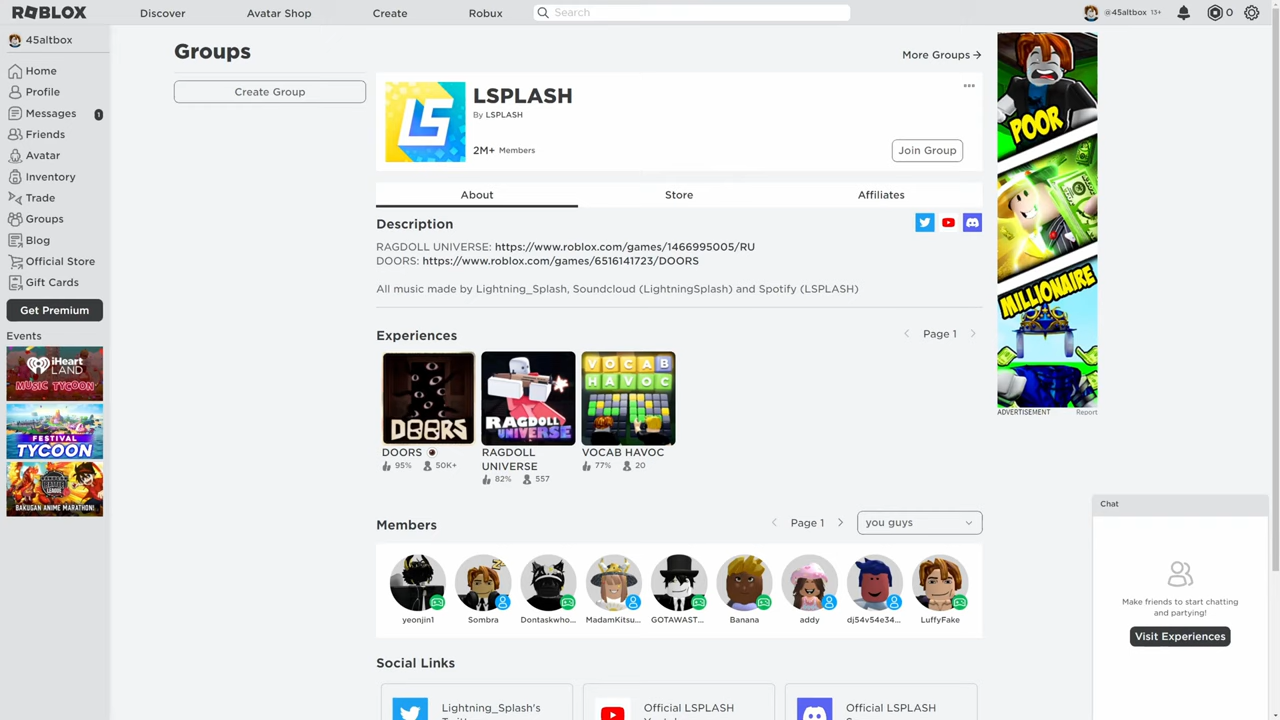 ROBLOX
Discover
Avatar Shop
Create
Robux
Search
@45altbox 13+
0
45altbox
Home
Profile
Messages
1
Friends
Avatar
Inventory
Trade
Groups
Blog
Official Store
Gift Cards
Get Premium
Events
iHeart
LAND
MUSIC TYCOON
FESTIVAL
TYCOON
BAKUGAN ANIME MARATHON!
Groups
More Groups →
Create Group
LS
LSPLASH
By LSPLASH
2M+ Members
Join Group
About
Store
Affiliates
Description
RAGDOLL UNIVERSE: https://www.roblox.com/games/1466995005/RU
DOORS: https://www.roblox.com/games/6516141723/DOORS
All music made by Lightning_Splash, Soundcloud (LightningSplash) and Spotify (LSPLASH)
Experiences
Page 1
DOORS
RAGDOLL
UNIVERSE
VOCAB
HAVOC
DOORS
95% 50K+
RAGDOLL
UNIVERSE
82% 557
VOCAB HAVOC
77% 20
Members
Page 1
you guys
yeonjin1
Sombra
Dontaskwho...
MadamKitsu...
GOTAWAST...
Banana
addy
dj54v54e34...
LuffyFake
Social Links
Lightning_Splash's
Official LSPLASH
Official LSPLASH
POOR
MILLIONAIRE
ADVERTISEMENT
Report
Chat
Make friends to start chatting
and partying!
Visit Experiences